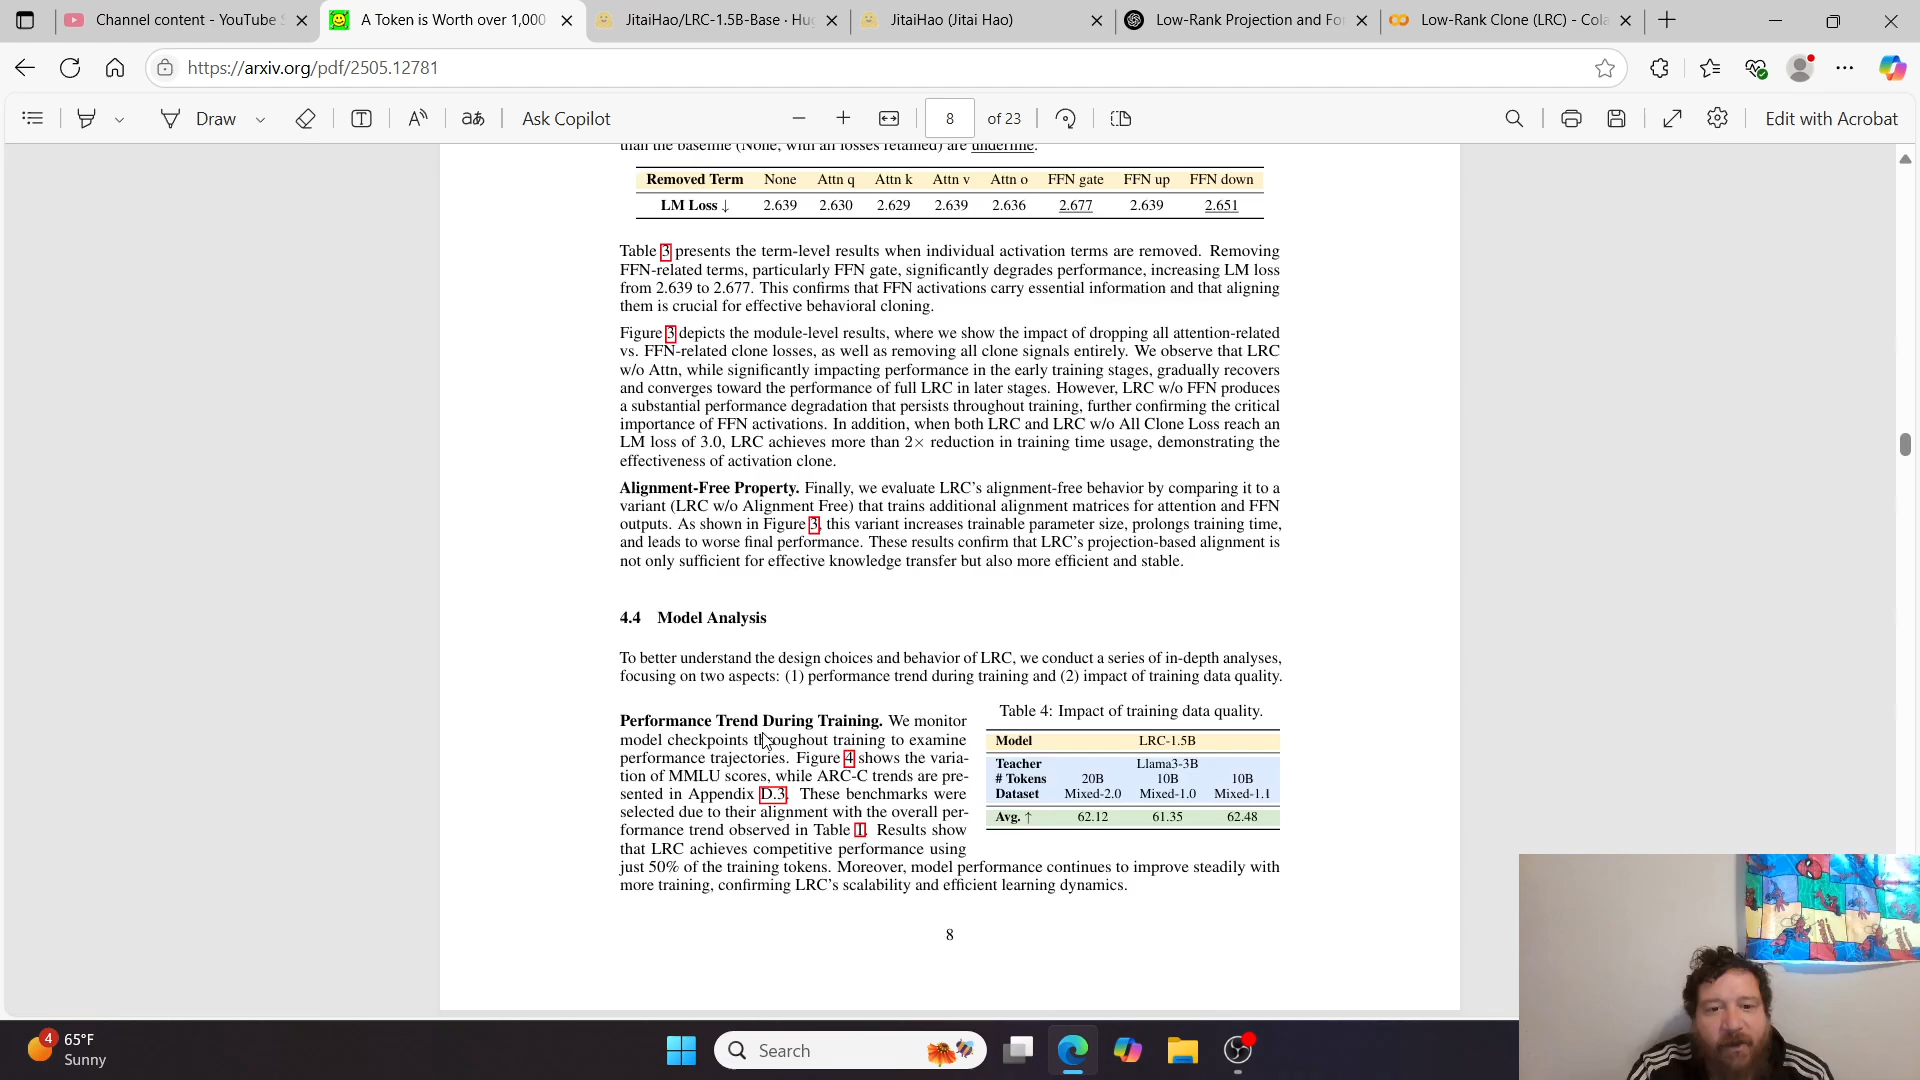 Channel content - YouTube S
A Token is Worth over 1,000
JitaiHao/LRC-1.5B-Base · Hug
JitaiHao (Jitai Hao)
Low-Rank Projection and Fo
Low-Rank Clone (LRC) - Cola
https://arxiv.org/pdf/2505.12781
Draw
Ask Copilot
8
of 23
Edit with Acrobat
than the baseline (None, with all losses retained) are underline.
Removed Term None Attn q Attn k Attn v Attn o FFN gate FFN up FFN down
LM Loss ↓ 2.639 2.630 2.629 2.639 2.636 2.677 2.639 2.651
Table 3 presents the term-level results when individual activation terms are removed. Removing
FFN-related terms, particularly FFN gate, significantly degrades performance, increasing LM loss
from 2.639 to 2.677. This confirms that FFN activations carry essential information and that aligning
them is crucial for effective behavioral cloning.
Figure 3 depicts the module-level results, where we show the impact of dropping all attention-related
vs. FFN-related clone losses, as well as removing all clone signals entirely. We observe that LRC
w/o Attn, while significantly impacting performance in the early training stages, gradually recovers
and converges toward the performance of full LRC in later stages. However, LRC w/o FFN produces
a substantial performance degradation that persists throughout training, further confirming the critical
importance of FFN activations. In addition, when both LRC and LRC w/o All Clone Loss reach an
LM loss of 3.0, LRC achieves more than 2× reduction in training time usage, demonstrating the
effectiveness of activation clone.
Alignment-Free Property. Finally, we evaluate LRC's alignment-free behavior by comparing it to a
variant (LRC w/o Alignment Free) that trains additional alignment matrices for attention and FFN
outputs. As shown in Figure 3, this variant increases trainable parameter size, prolongs training time,
and leads to worse final performance. These results confirm that LRC's projection-based alignment is
not only sufficient for effective knowledge transfer but also more efficient and stable.
4.4 Model Analysis
To better understand the design choices and behavior of LRC, we conduct a series of in-depth analyses,
focusing on two aspects: (1) performance trend during training and (2) impact of training data quality.
Performance Trend During Training. We monitor
model checkpoints throughout training to examine
performance trajectories. Figure 4 shows the varia-
tion of MMLU scores, while ARC-C trends are pre-
sented in Appendix D.3. These benchmarks were
selected due to their alignment with the overall per-
formance trend observed in Table 1. Results show
that LRC achieves competitive performance using
just 50% of the training tokens. Moreover, model performance continues to improve steadily with
more training, confirming LRC's scalability and efficient learning dynamics.
Table 4: Impact of training data quality.
Model LRC-1.5B
Teacher Llama3-3B
# Tokens 20B 10B 10B
Dataset Mixed-2.0 Mixed-1.0 Mixed-1.1
Avg. ↑ 62.12 61.35 62.48
8
4
65°F
Sunny
Search